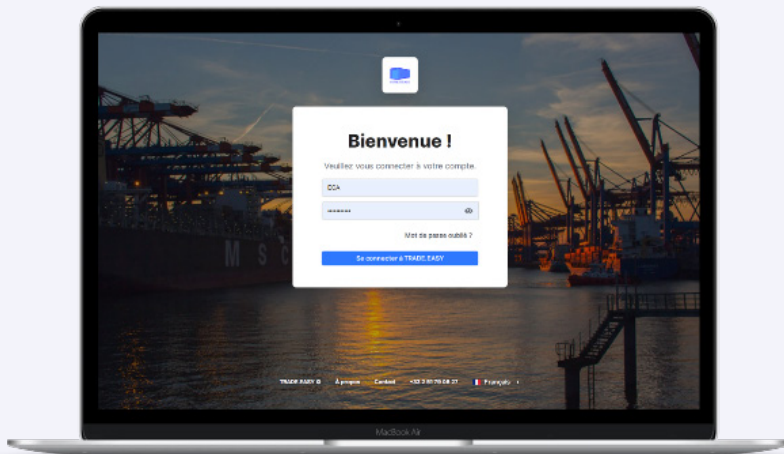 MSC
Bienvenue !
Veuillez vous connecter à votre compte.
Mot de passe oublié ?
Se connecter à TRADE.EASY
TRADE.EASY © À propos Contact Français
MacBook Air